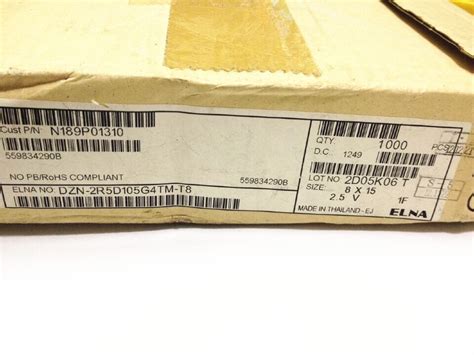 Cust P/N N189P01310
559834290B
NO PB/RoHS COMPLIANT
ELNA NO. DZN-2R5D105G4TM-T8
QTY. 1000
D.C. 1249
559834290B
LOT NO. 2D05K06 T
SIZE: 8 X 15
2.5 V 1F
MADE IN THAILAND - EJ ELNA